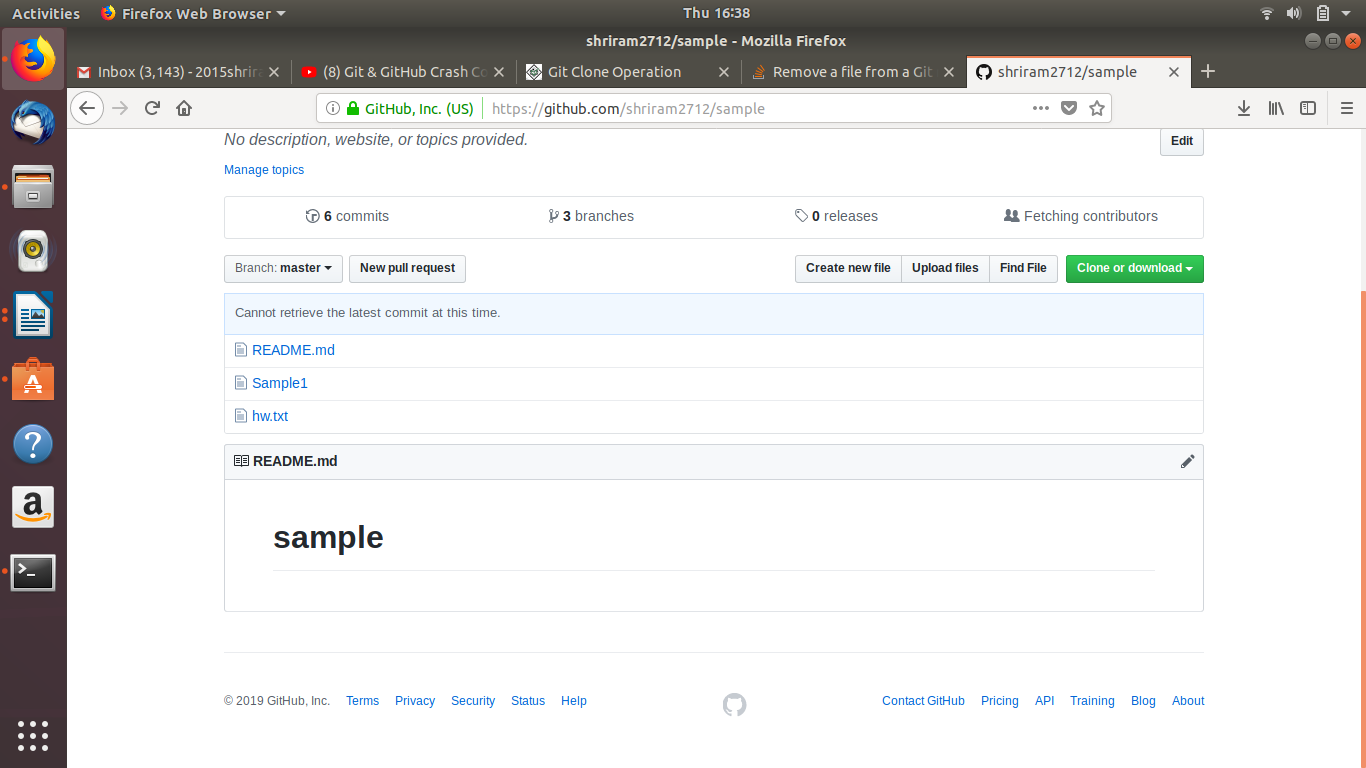 Activities Firefox Web Browser Thu 16:38
shriram2712/sample - Mozilla Firefox
Inbox (3,143) - 2015shrira (8) Git & GitHub Crash Co Git Clone Operation Remove a file from a Git shriram2712/sample
GitHub, Inc. (US) https://github.com/shriram2712/sample
No description, website, or topics provided. Edit
Manage topics
6 commits 3 branches 0 releases Fetching contributors
Branch: master New pull request Create new file Upload files Find File Clone or download
Cannot retrieve the latest commit at this time.
README.md
Sample1
hw.txt
README.md
sample
© 2019 GitHub, Inc. Terms Privacy Security Status Help Contact GitHub Pricing API Training Blog About